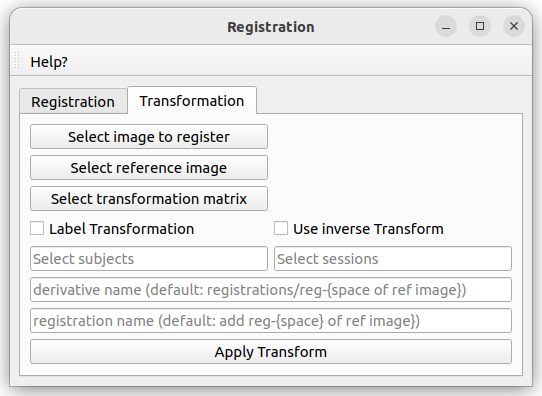 Registration
Help?
Registration Transformation
Select image to register
Select reference image
Select transformation matrix
Label Transformation Use inverse Transform
Select subjects Select sessions
derivative name (default: registrations/reg-{space of ref image})
registration name (default: add reg-{space} of ref image})
Apply Transform